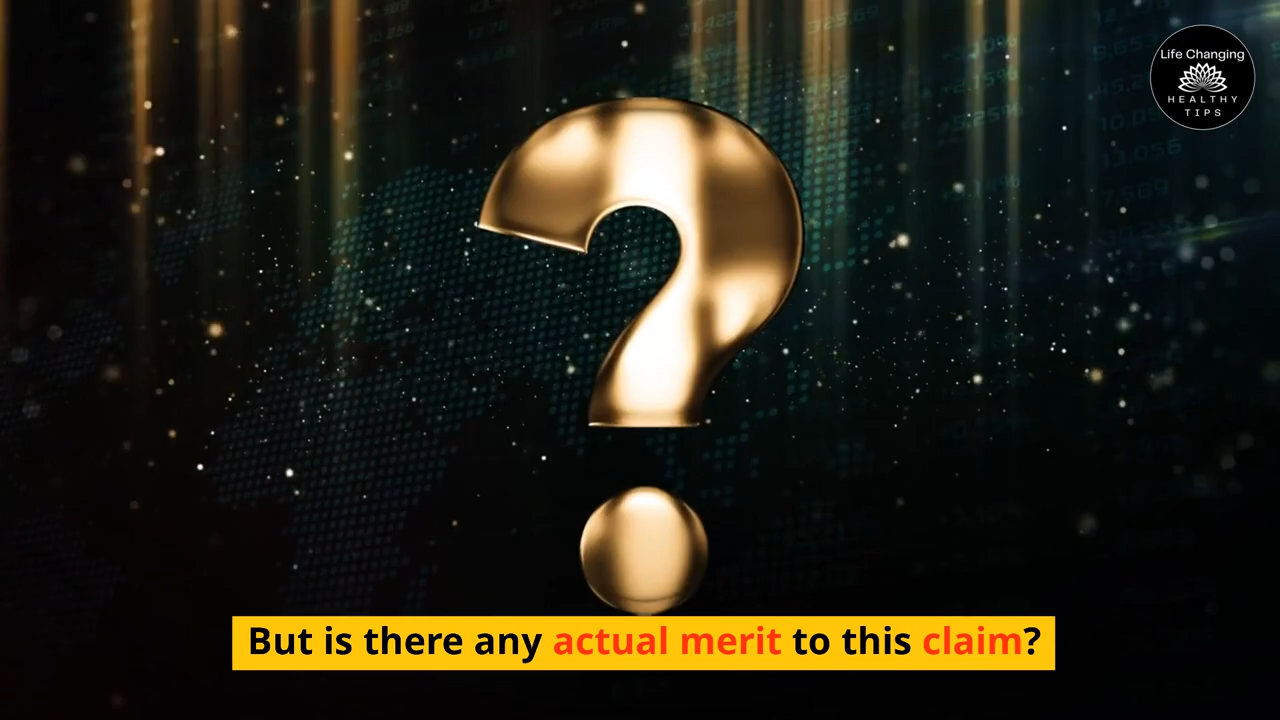 Life Changing
HEALTHY
TIPS
But is there any actual merit to this claim?